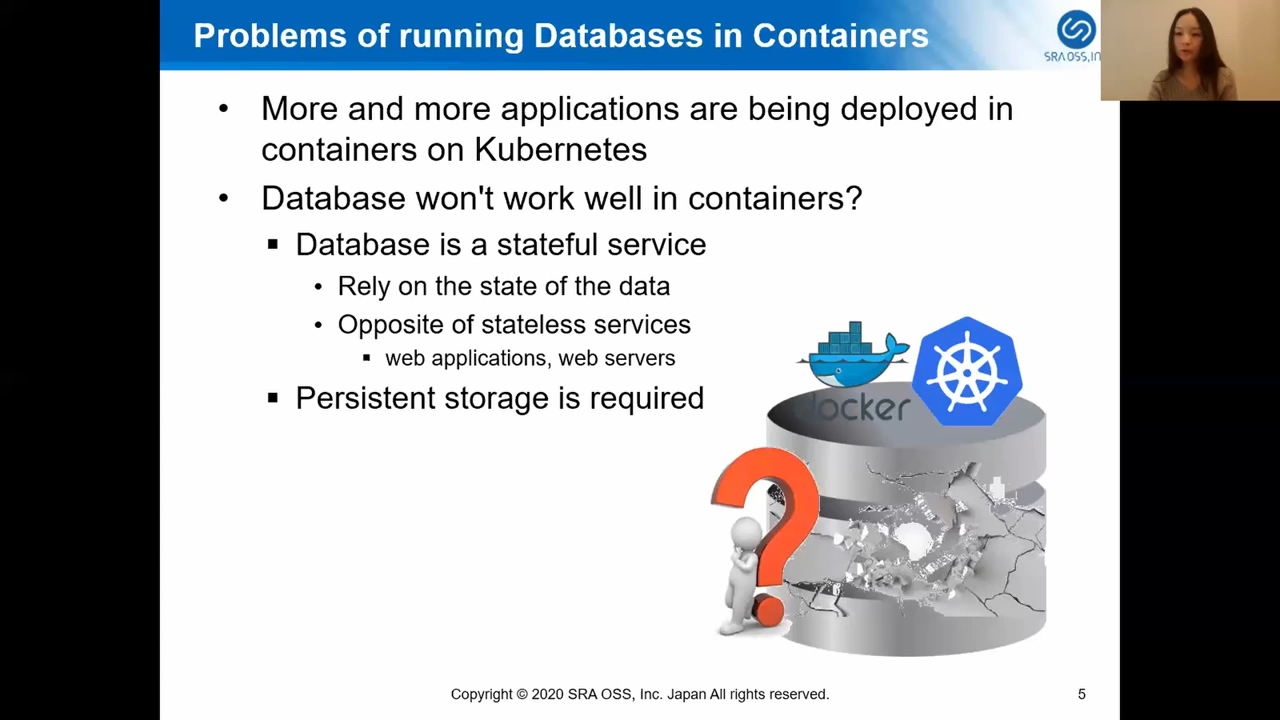 Problems of running Databases in Containers
SRA OSS, IN
• More and more applications are being deployed in
containers on Kubernetes
• Database won't work well in containers?
▪ Database is a stateful service
• Rely on the state of the data
• Opposite of stateless services
▪ web applications, web servers
▪ Persistent storage is required
docker
Copyright © 2020 SRA OSS, Inc. Japan All rights reserved.
5